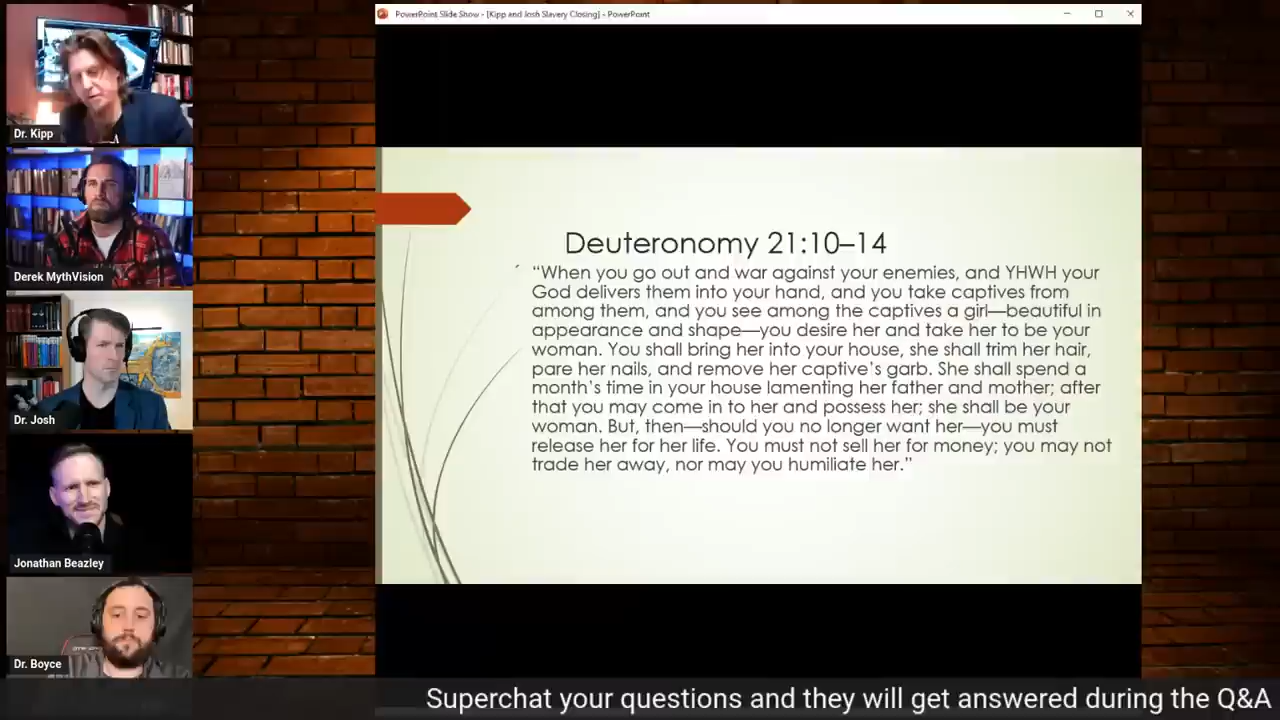 PowerPoint Slide Show - [Kipp and Josh Slavery Closing] - PowerPoint
Dr. Kipp
Derek MythVision
Dr. Josh
Jonathan Beazley
Dr. Boyce
Deuteronomy 21:10–14
“When you go out and war against your enemies, and YHWH your
God delivers them into your hand, and you take captives from
among them, and you see among the captives a girl—beautiful in
appearance and shape—you desire her and take her to be your
woman. You shall bring her into your house, she shall trim her hair,
pare her nails, and remove her captive’s garb. She shall spend a
month’s time in your house lamenting her father and mother; after
that you may come in to her and possess her; she shall be your
woman. But, then—should you no longer want her—you must
release her for her life. You must not sell her for money; you may not
trade her away, nor may you humiliate her.”
Superchat your questions and they will get answered during the Q&A